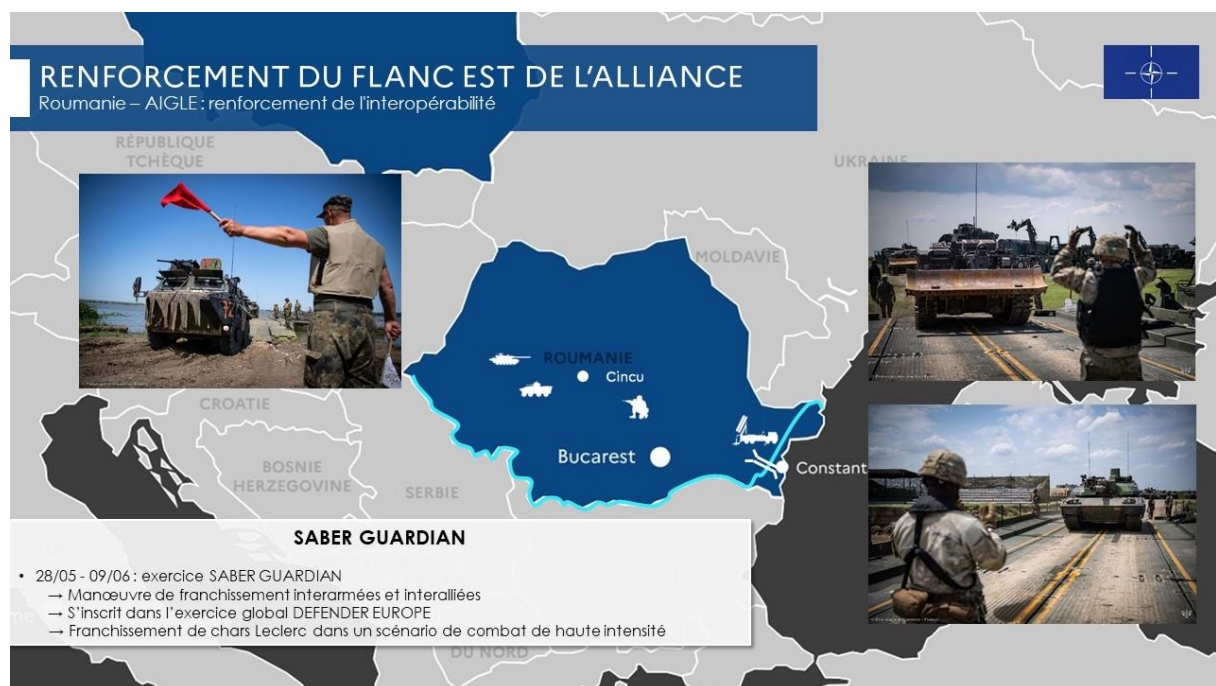 RENFORCEMENT DU FLANC EST DE L'ALLIANCE
Roumanie – AIGLE : renforcement de l'interopérabilité
RÉPUBLIQUE
TCHÈQUE
UKRAINE
MOLDAVIE
ROUMANIE
Cincu
CROATIE
Bucarest
Constant
BOSNIE
HERZEGOVINE
SERBIE
SABER GUARDIAN
• 28/05 - 09/06 : exercice SABER GUARDIAN
→ Manœuvre de franchissement interarmées et interalliées
→ S'inscrit dans l'exercice global DEFENDER EUROPE
→ Franchissement de chars Leclerc dans un scénario de combat de haute intensité
DU NORD